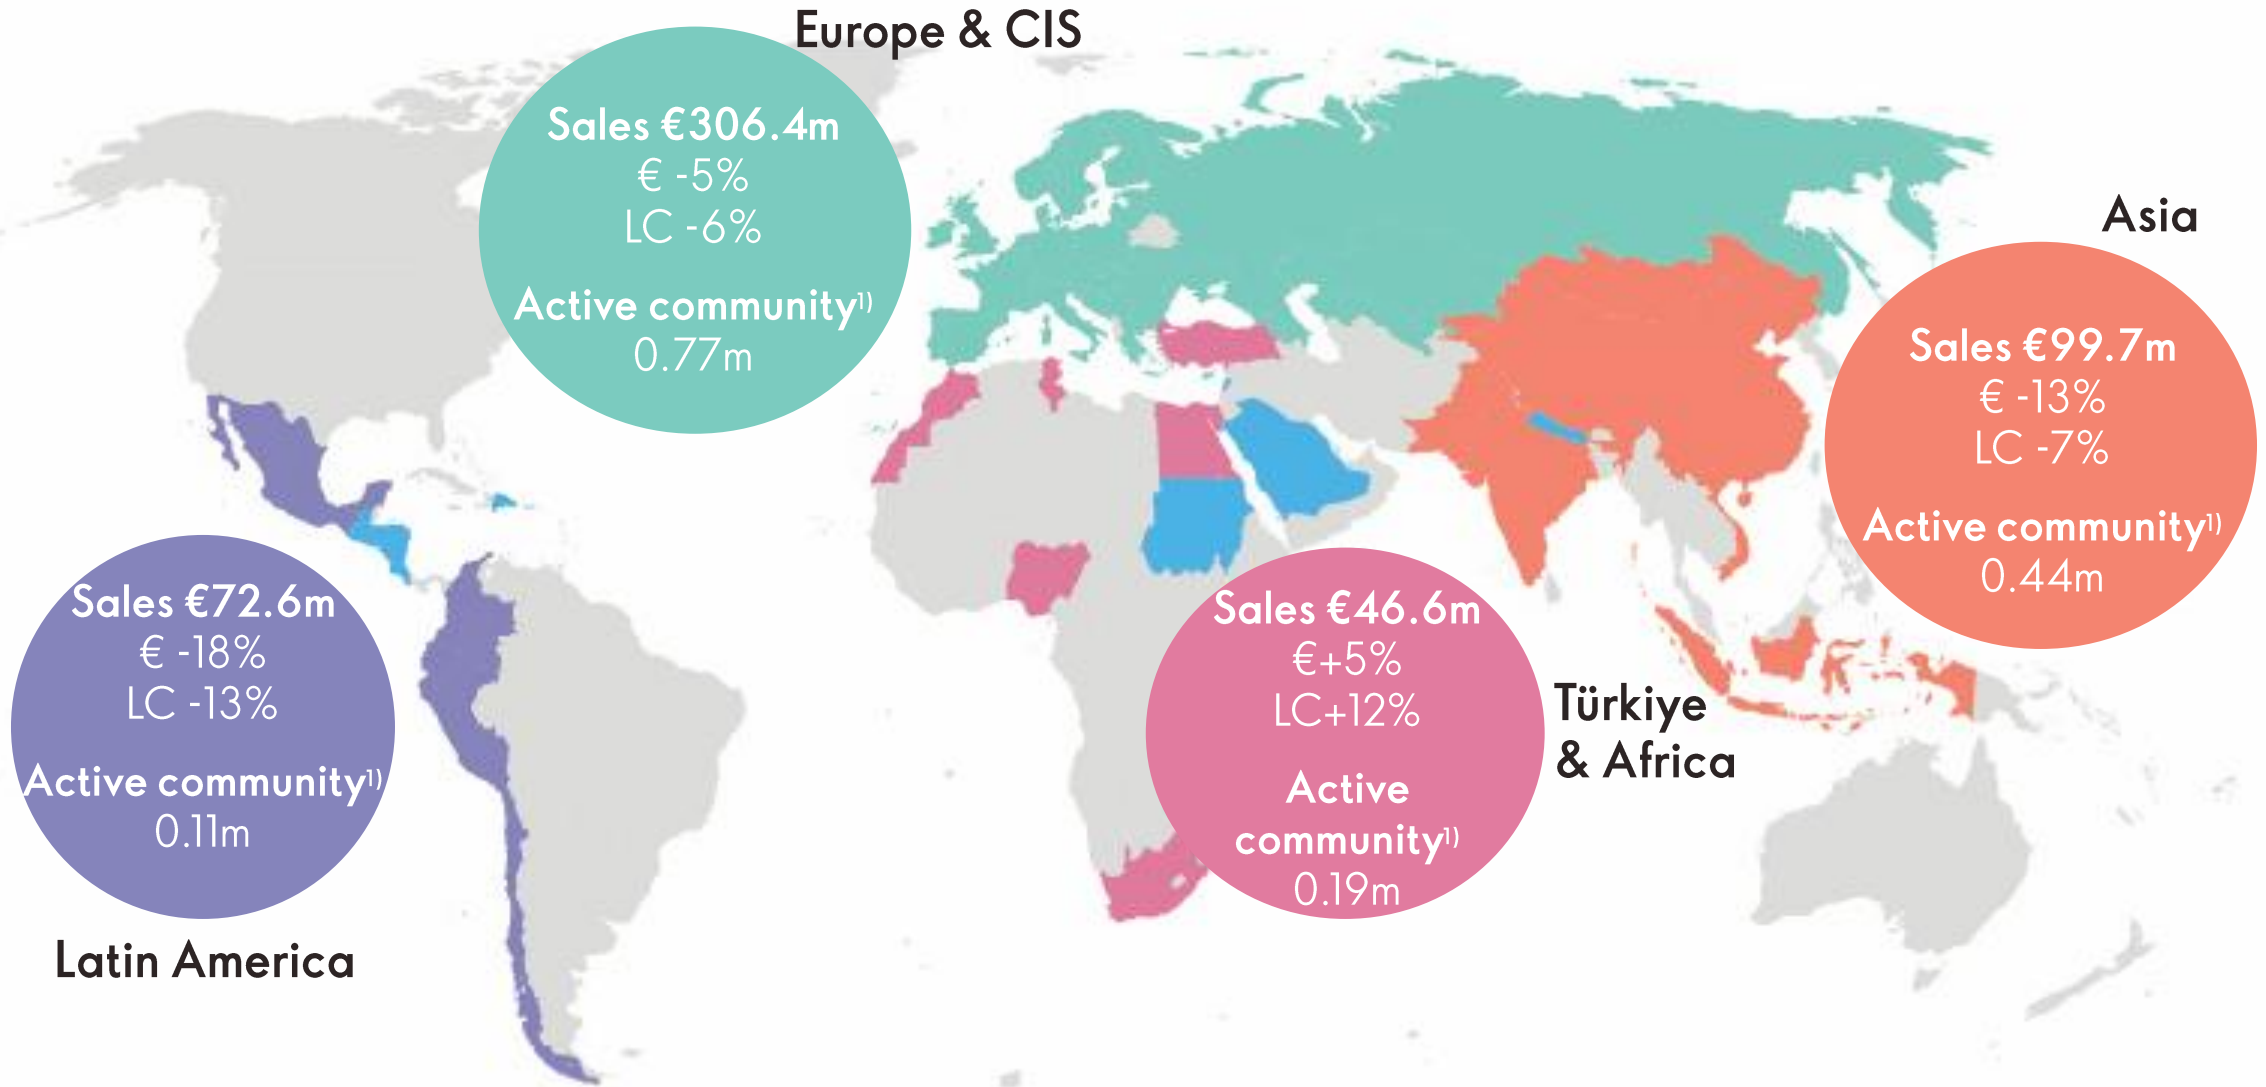 Europe & CIS
Sales €306.4m
€ -5%
LC -6%
Active community¹⁾
0.77m
Asia
Sales €99.7m
€ -13%
LC -7%
Active community¹⁾
0.44m
Sales €72.6m
€ -18%
LC -13%
Active community¹⁾
0.11m
Latin America
Sales €46.6m
€+5%
LC+12%
Active
community¹⁾
0.19m
Türkiye
& Africa